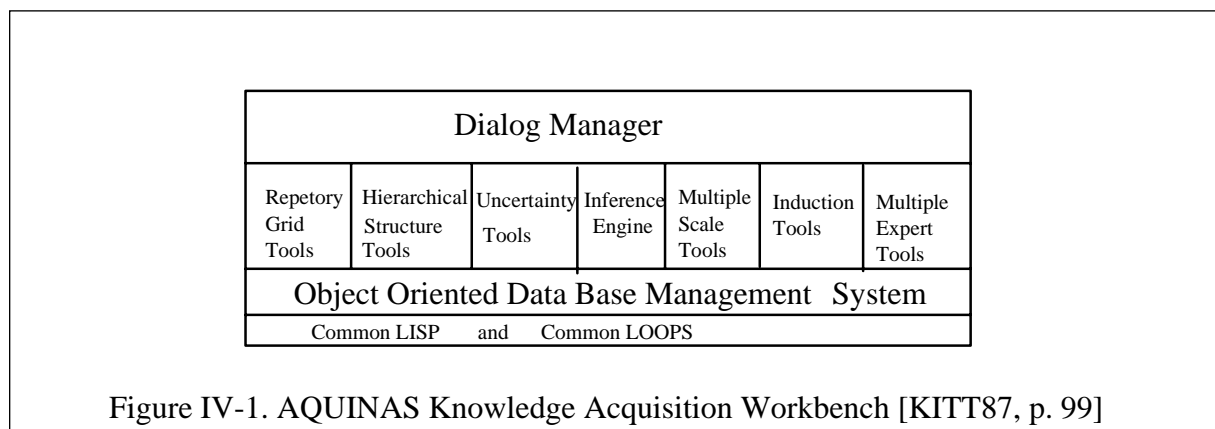 Dialog Manager
Repetory
Grid
Tools
Hierarchical
Structure
Tools
Uncertainty
Tools
Inference
Engine
Multiple
Scale
Tools
Induction
Tools
Multiple
Expert
Tools
Object Oriented Data Base Management System
Common LISP and Common LOOPS
Figure IV-1. AQUINAS Knowledge Acquisition Workbench [KITT87, p. 99]